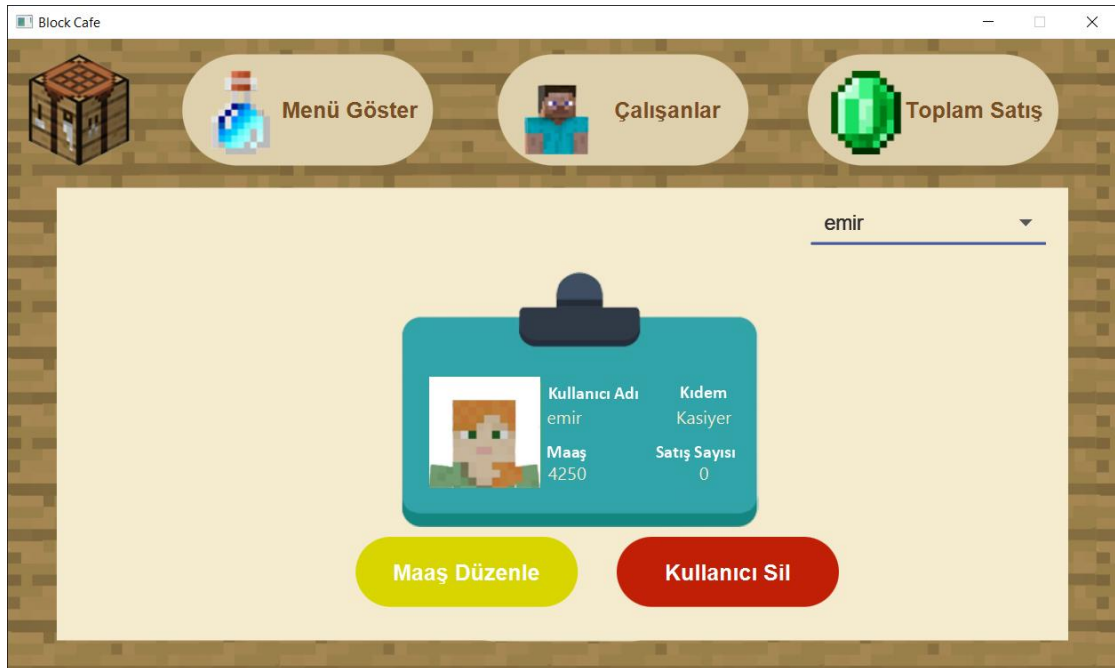 Block Cafe
Menü Göster
Çalışanlar
Toplam Satış
emir
Kullanıcı Adı
emir
Kıdem
Kasiyer
Maaş
4250
Satış Sayısı
0
Maaş Düzenle
Kullanıcı Sil